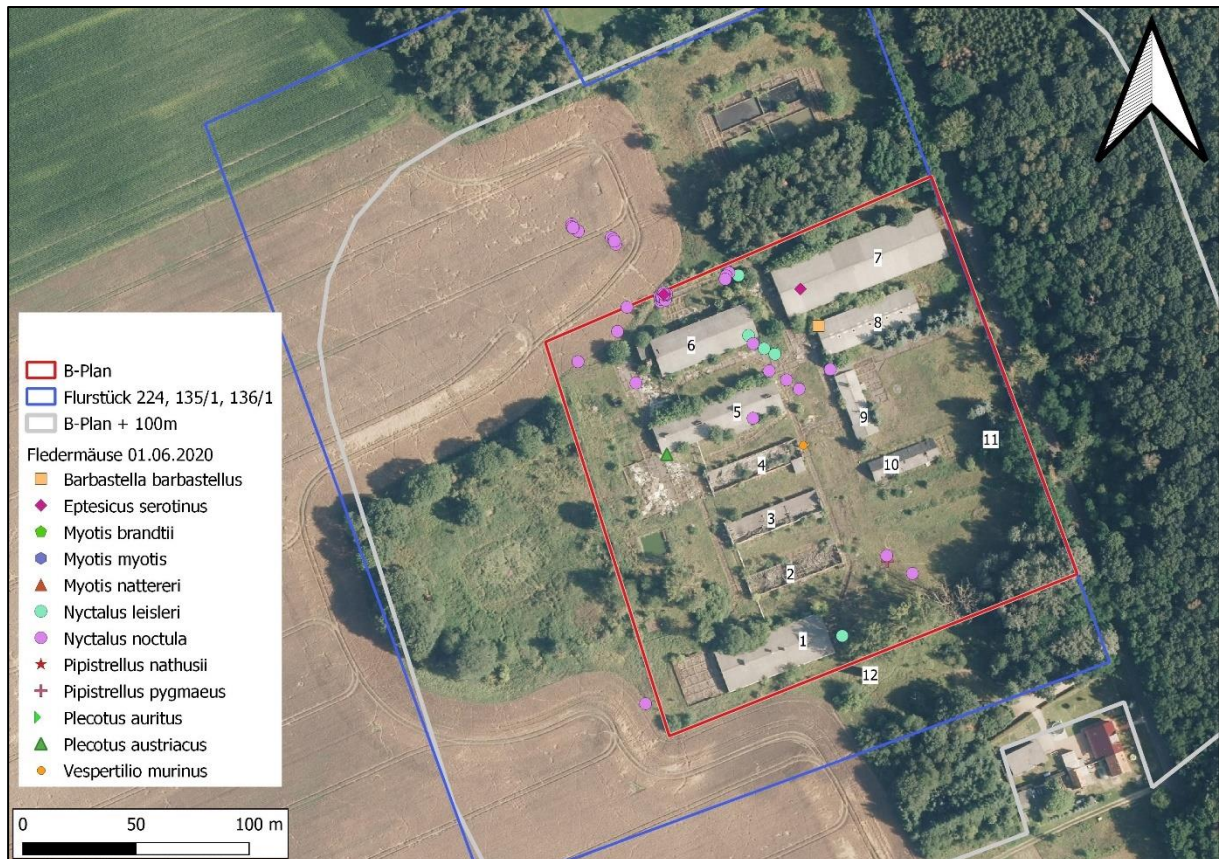 7
8
6
9
5
11
4
10
3
2
1
12
B-Plan
Flurstück 224, 135/1, 136/1
B-Plan + 100m
Fledermäuse 01.06.2020
Barbastella barbastellus
Eptesicus serotinus
Myotis brandtii
Myotis myotis
Myotis nattereri
Nyctalus leisleri
Nyctalus noctula
Pipistrellus nathusii
Pipistrellus pygmaeus
Plecotus auritus
Plecotus austriacus
Vespertilio murinus
0 50 100 m